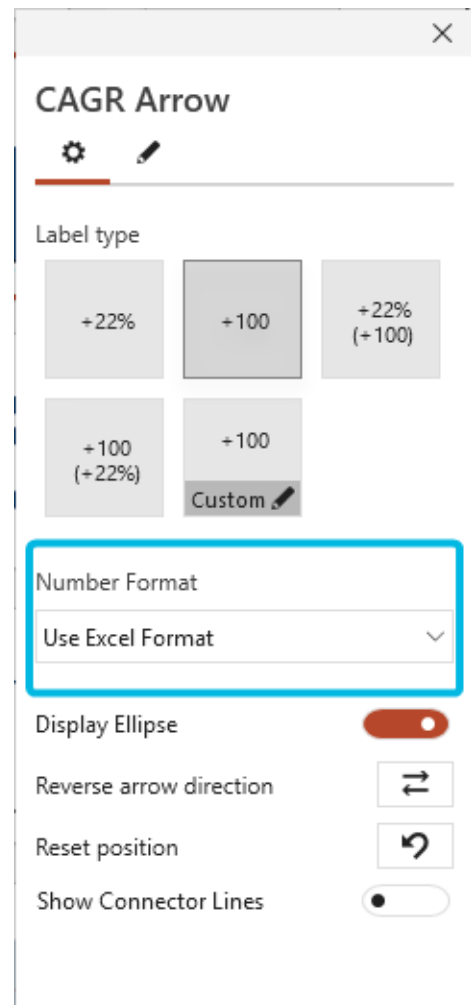 CAGR Arrow
Label type
+22%
+100
+22%
(+100)
+100
(+22%)
+100
Custom
Number Format
Use Excel Format
Display Ellipse
Reverse arrow direction
Reset position
Show Connector Lines